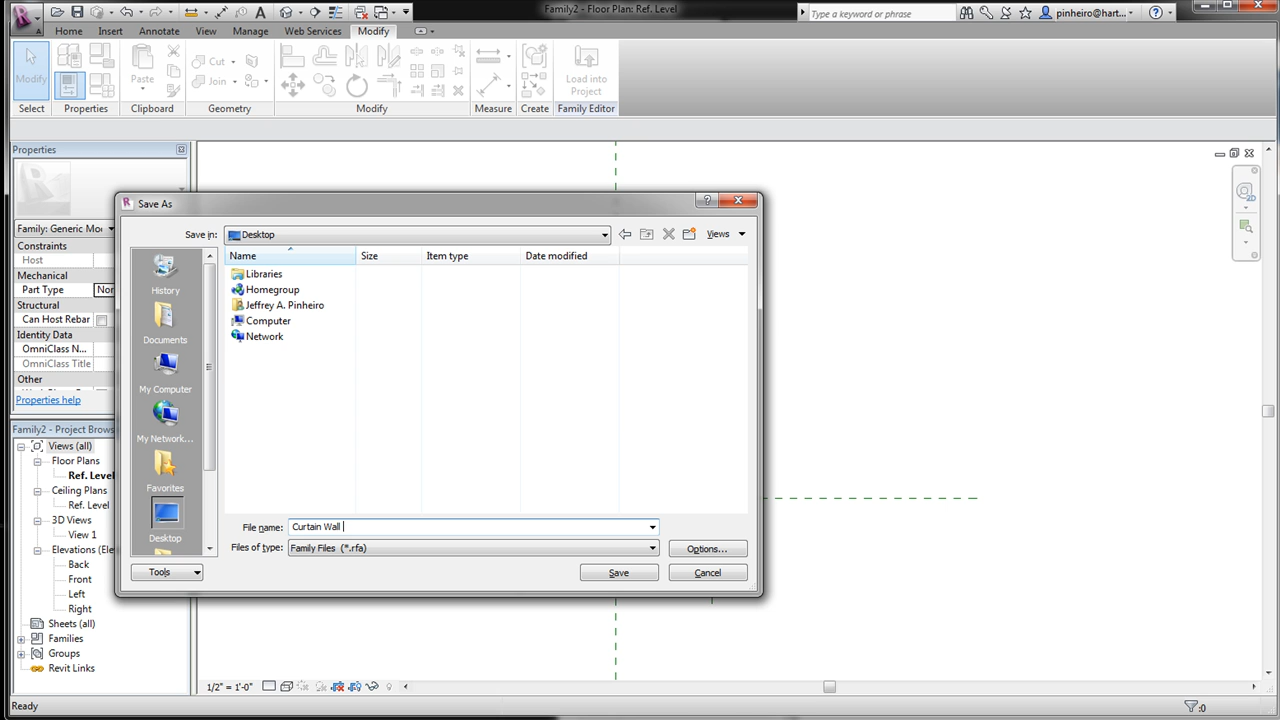 Family2 - Floor Plan: Ref. Level
Type a keyword or phrase
pinheiro@hart...
Home Insert Annotate View Manage Web Services Modify
Modify
Paste
Cut
Join
Load into
Project
Select Properties Clipboard Geometry Modify Measure Create Family Editor
Properties
Family: Generic Mo
Constraints
Host
Mechanical
Part Type
Nor
Structural
Can Host Rebar
Identity Data
OmniClass N...
OmniClass Title
Other
Properties help
Family2 - Project Brows
Views (all)
Floor Plans
Ref. Level
Ceiling Plans
Ref. Level
3D Views
View 1
Elevations (Ele
Back
Front
Left
Right
Sheets (all)
Families
Groups
Revit Links
Save As
Save in: Desktop
Views
Name Size Item type Date modified
Libraries
Homegroup
Jeffrey A. Pinheiro
Computer
Network
History
Documents
My Computer
My Network...
Favorites
Desktop
File name: Curtain Wall
Files of type: Family Files (*.rfa)
Options...
Tools
Save
Cancel
2D
1/2" = 1'-0"
Ready
:0